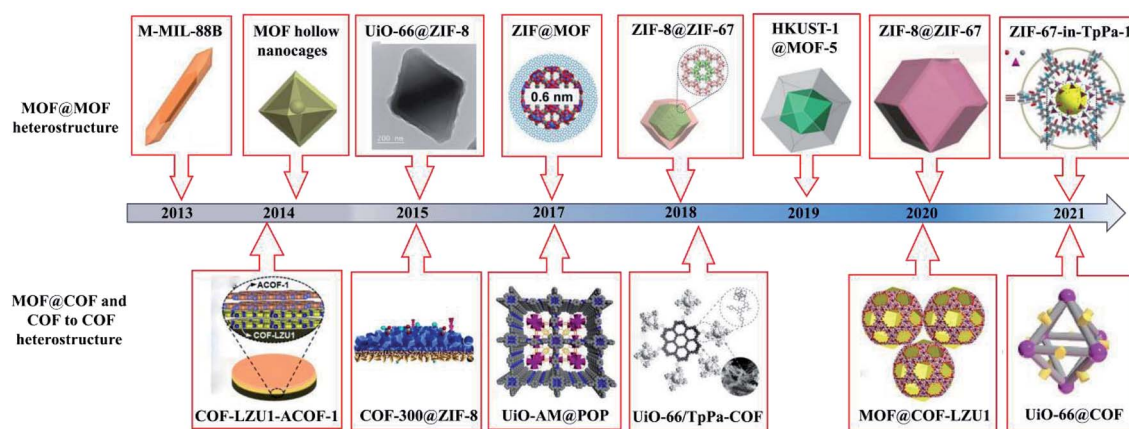 M-MIL-88B
MOF hollow
nanocages
UiO-66@ZIF-8
ZIF@MOF
ZIF-8@ZIF-67
HKUST-1
@MOF-5
ZIF-8@ZIF-67
ZIF-67-in-TpPa-1
MOF@MOF
heterostructure
200 nm
0.6 nm
2013
2014
2015
2017
2018
2019
2020
2021
MOF@COF and
COF to COF
heterostructure
ACOF-1
COF-LZU1
COF-LZU1-ACOF-1
COF-300@ZIF-8
UiO-AM@POP
UiO-66/TpPa-COF
MOF@COF-LZU1
UiO-66@COF